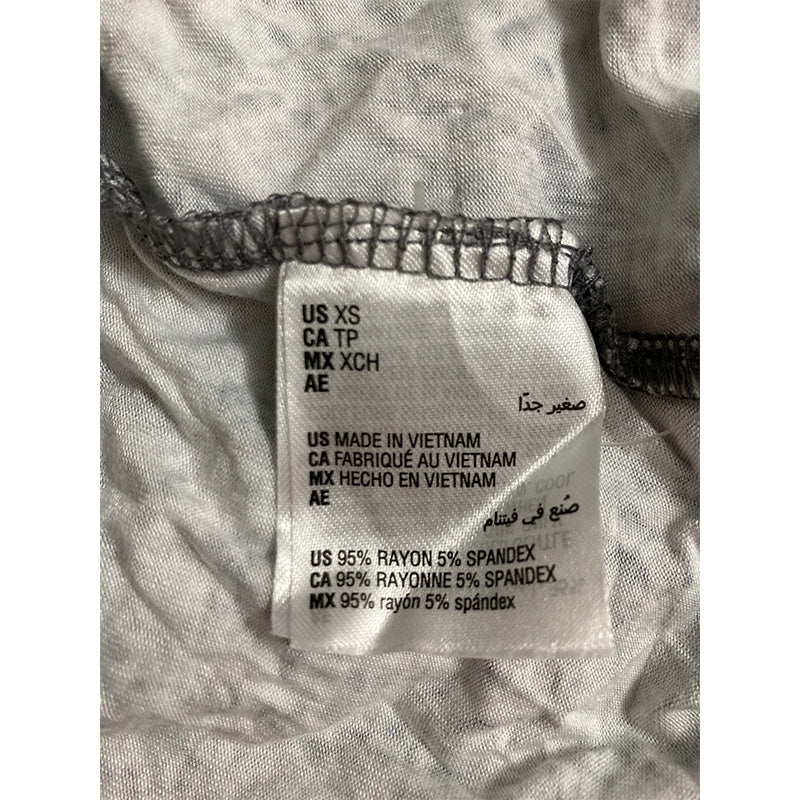 US XS
CA TP
MX XCH
AE
صغير جدًا
US MADE IN VIETNAM
CA FABRIQUÉ AU VIETNAM
MX HECHO EN VIETNAM
AE
صُنع في فيتنام
US 95% RAYON 5% SPANDEX
CA 95% RAYONNE 5% SPANDEX
MX 95% rayón 5% spándex